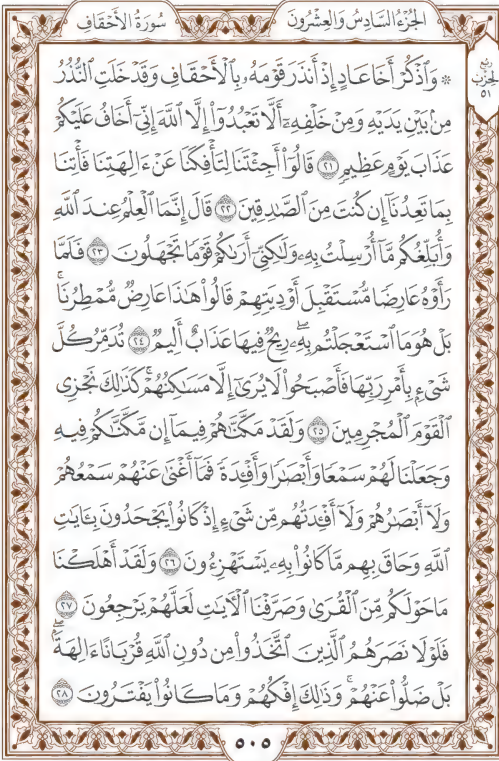 الجُزْءُ السَّادِسُ وَالعِشْرُونَ
سُورَةُ الأَحْقَافِ
ربع
الحزب
٥١
۞ وَٱذْكُرْ أَخَا عَادٍ إِذْ أَنذَرَ قَوْمَهُۥ بِٱلْأَحْقَافِ وَقَدْ خَلَتِ ٱلنُّذُرُ
مِنۢ بَيْنِ يَدَيْهِ وَمِنْ خَلْفِهِۦٓ أَلَّا تَعْبُدُوٓا۟ إِلَّا ٱللَّهَ إِنِّىٓ أَخَافُ عَلَيْكُمْ
عَذَابَ يَوْمٍ عَظِيمٍ ٢١ قَالُوٓا۟ أَجِئْتَنَا لِتَأْفِكَنَا عَنْ ءَالِهَتِنَا فَأْتِنَا
بِمَا تَعِدُنَآ إِن كُنتَ مِنَ ٱلصَّٰدِقِينَ ٢٢ قَالَ إِنَّمَا ٱلْعِلْمُ عِندَ ٱللَّهِ
وَأُبَلِّغُكُم مَّآ أُرْسِلْتُ بِهِۦ وَلَٰكِنِّىٓ أَرَىٰكُمْ قَوْمًا تَجْهَلُونَ ٢٣ فَلَمَّا
رَأَوْهُ عَارِضًا مُّسْتَقْبِلَ أَوْدِيَتِهِمْ قَالُوا۟ هَٰذَا عَارِضٌ مُّمْطِرُنَا ۚ
بَلْ هُوَ مَا ٱسْتَعْجَلْتُم بِهِۦ ۖ رِيحٌ فِيهَا عَذَابٌ أَلِيمٌ ٢٤ تُدَمِّرُ كُلَّ
شَىْءٍۭ بِأَمْرِ رَبِّهَا فَأَصْبَحُوا۟ لَا يُرَىٰٓ إِلَّا مَسَٰكِنُهُمْ ۚ كَذَٰلِكَ نَجْزِى
ٱلْقَوْمَ ٱلْمُجْرِمِينَ ٢٥ وَلَقَدْ مَكَّنَّٰهُمْ فِيمَآ إِن مَّكَّنَّٰكُمْ فِيهِ
وَجَعَلْنَا لَهُمْ سَمْعًا وَأَبْصَٰرًا وَأَفْـِٔدَةً فَمَآ أَغْنَىٰ عَنْهُمْ سَمْعُهُمْ
وَلَآ أَبْصَٰرُهُمْ وَلَآ أَفْـِٔدَتُهُم مِّن شَىْءٍ إِذْ كَانُوا۟ يَجْحَدُونَ بِـَٔايَٰتِ
ٱللَّهِ وَحَاقَ بِهِم مَّا كَانُوا۟ بِهِۦ يَسْتَهْزِءُونَ ٢٦ وَلَقَدْ أَهْلَكْنَا
مَا حَوْلَكُم مِّنَ ٱلْقُرَىٰ وَصَرَّفْنَا ٱلْـَٔايَٰتِ لَعَلَّهُمْ يَرْجِعُونَ ٢٧
فَلَوْلَا نَصَرَهُمُ ٱلَّذِينَ ٱتَّخَذُوا۟ مِن دُونِ ٱللَّهِ قُرْبَانًا ءَالِهَةًۢ ۖ
بَلْ ضَلُّوا۟ عَنْهُمْ ۚ وَذَٰلِكَ إِفْكُهُمْ وَمَا كَانُوا۟ يَفْتَرُونَ ٢٨
٥٠٥